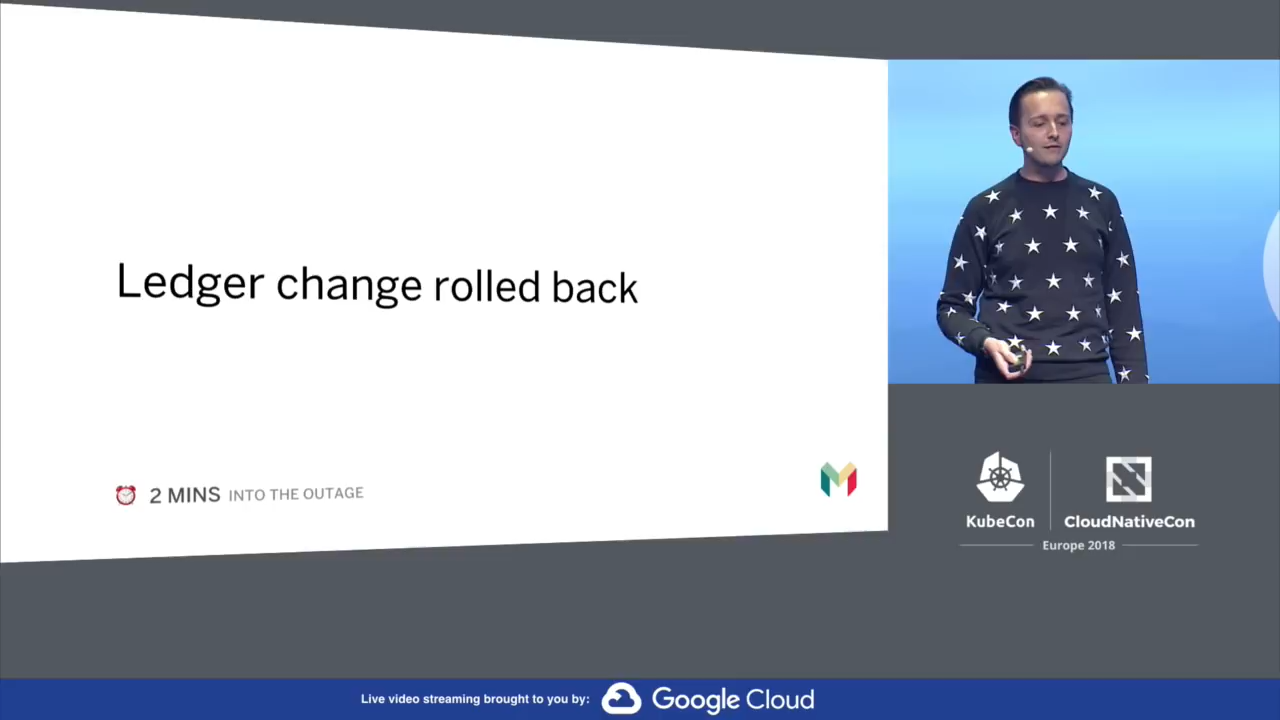 Ledger change rolled back
2 MINS INTO THE OUTAGE
KubeCon
CloudNativeCon
Europe 2018
Live video streaming brought to you by:
Google Cloud